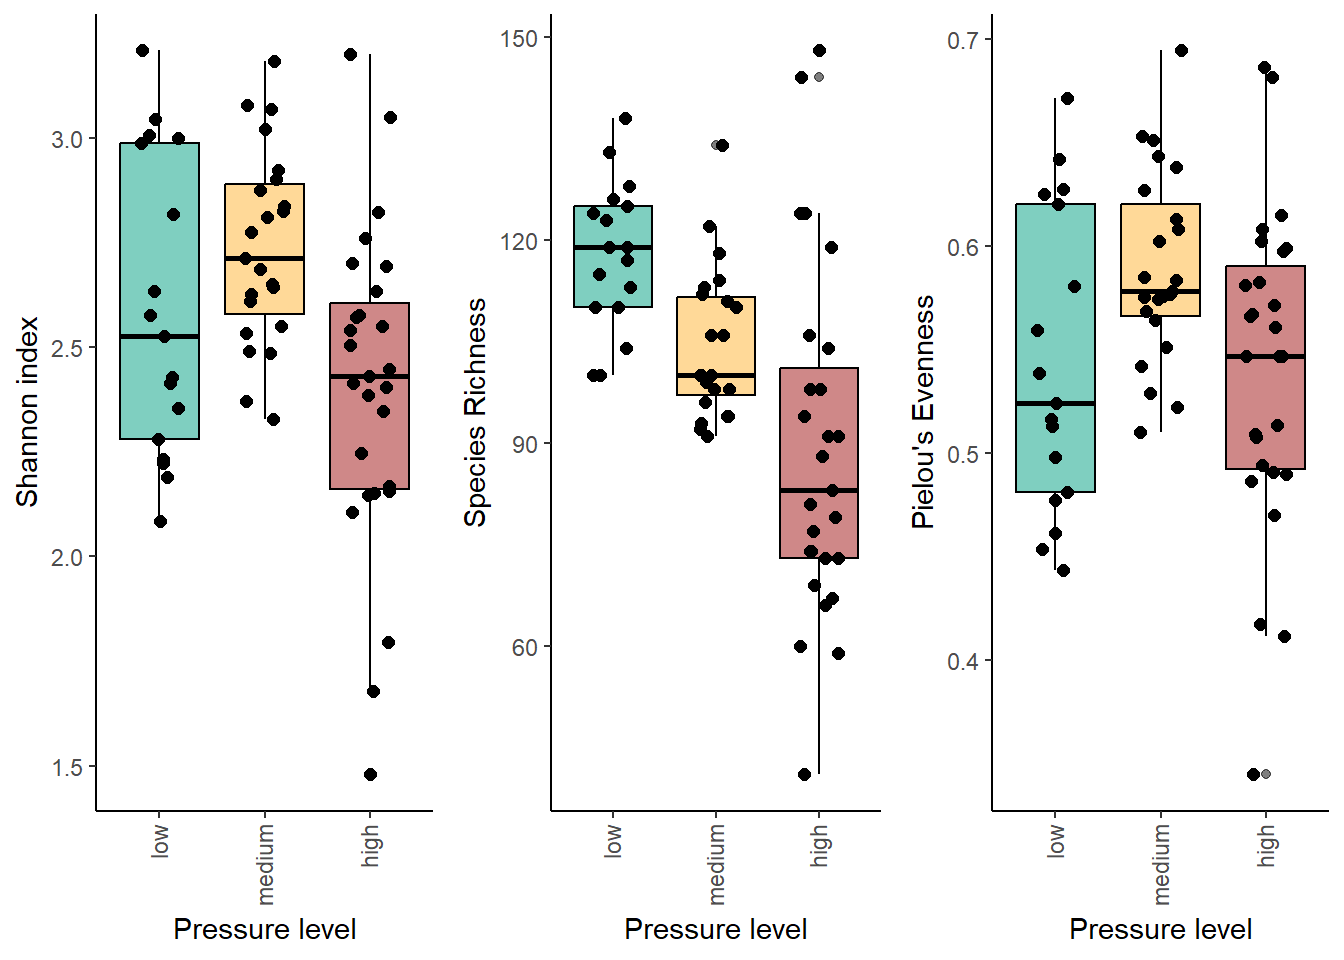 Shannon index
3.0
2.5
2.0
1.5
low
medium
high
Pressure level
Species Richness
150
120
90
60
low
medium
high
Pressure level
Pielou's Evenness
0.7
0.6
0.5
0.4
low
medium
high
Pressure level